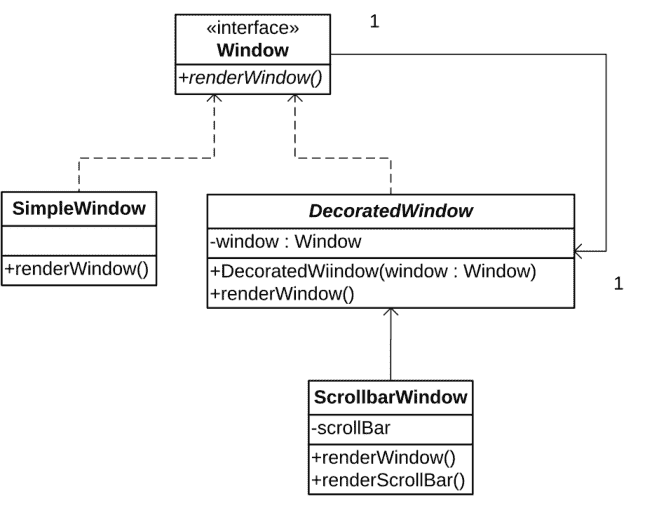 «interface»
Window
1
+renderWindow()
SimpleWindow
+renderWindow()
DecoratedWindow
-window : Window
+DecoratedWiindow(window : Window)
+renderWindow()
1
ScrollbarWindow
-scrollBar
+renderWindow()
+renderScrollBar()